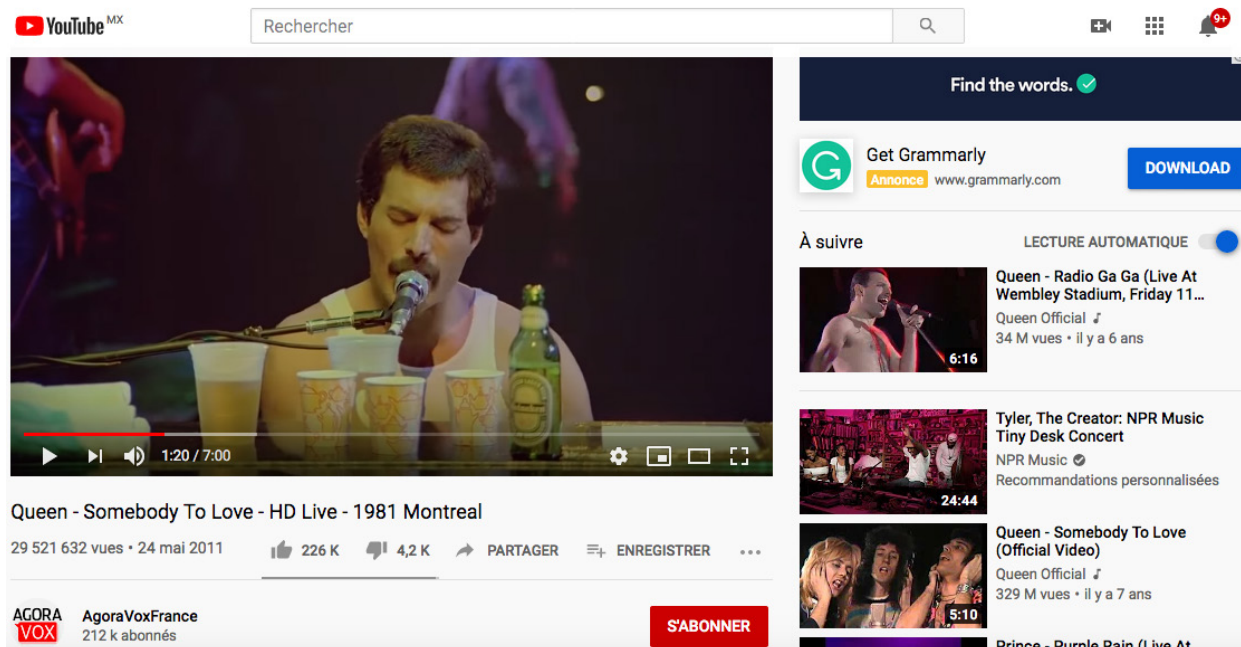 YouTube MX
Rechercher
9+
Find the words.
Get Grammarly
Annonce www.grammarly.com
DOWNLOAD
À suivre
LECTURE AUTOMATIQUE
Queen - Radio Ga Ga (Live At
Wembley Stadium, Friday 11...
Queen Official
34 M vues • il y a 6 ans
6:16
Tyler, The Creator: NPR Music
Tiny Desk Concert
NPR Music
Recommandations personnalisées
24:44
Queen - Somebody To Love
(Official Video)
Queen Official
329 M vues • il y a 7 ans
5:10
Prince - Purple Rain (Live At
1:20 / 7:00
Queen - Somebody To Love - HD Live - 1981 Montreal
29 521 632 vues • 24 mai 2011
226 K
4,2 K
PARTAGER
ENREGISTRER
AGORA
VOX
AgoraVoxFrance
212 k abonnés
S'ABONNER